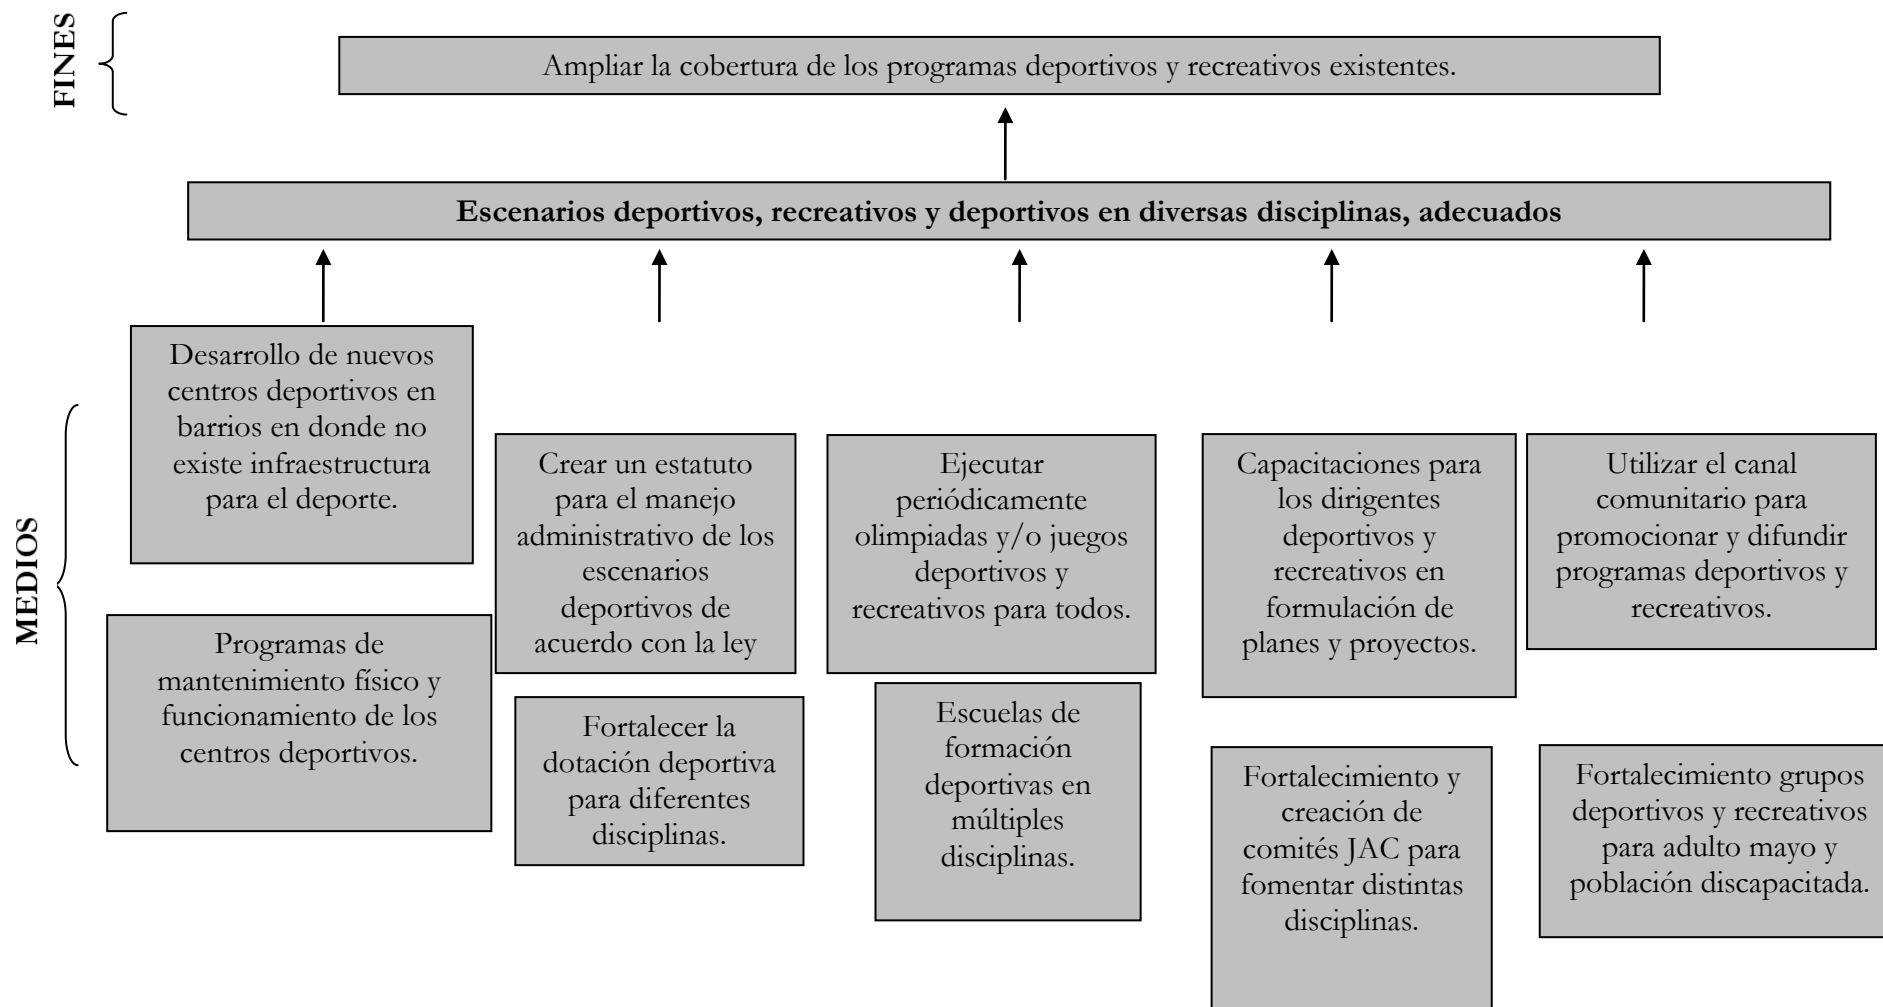 FINES
Ampliar la cobertura de los programas deportivos y recreativos existentes.
Escenarios deportivos, recreativos y deportivos en diversas disciplinas, adecuados
MEDIOS
Desarrollo de nuevos
centros deportivos en
barrios en donde no
existe infraestructura
para el deporte.
Crear un estatuto
para el manejo
administrativo de los
escenarios
deportivos de
acuerdo con la ley
Ejecutar
periódicamente
olimpiadas y/o juegos
deportivos y
recreativos para todos.
Capacitaciones para
los dirigentes
deportivos y
recreativos en
formulación de
planes y proyectos.
Utilizar el canal
comunitario para
promocionar y difundir
programas deportivos y
recreativos.
Programas de
mantenimiento físico y
funcionamiento de los
centros deportivos.
Fortalecer la
dotación deportiva
para diferentes
disciplinas.
Escuelas de
formación
deportivas en
múltiples
disciplinas.
Fortalecimiento y
creación de
comités JAC para
fomentar distintas
disciplinas.
Fortalecimiento grupos
deportivos y recreativos
para adulto mayo y
población discapacitada.